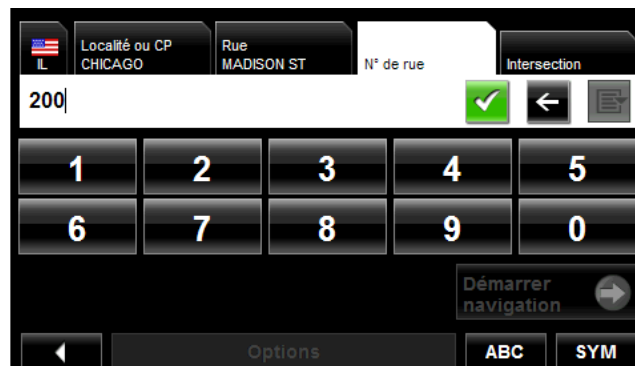 IL
Localité ou CP
CHICAGO
Rue
MADISON ST
N° de rue
Intersection
200
1 2 3 4 5
6 7 8 9 0
Démarrer
navigation
Options
ABC
SYM